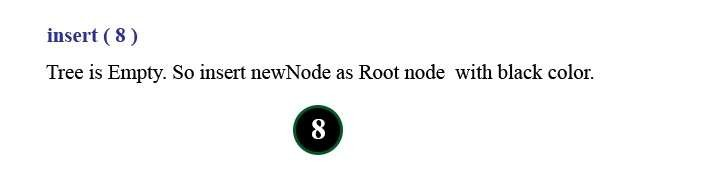 insert ( 8 )
Tree is Empty. So insert newNode as Root node with black color.
8